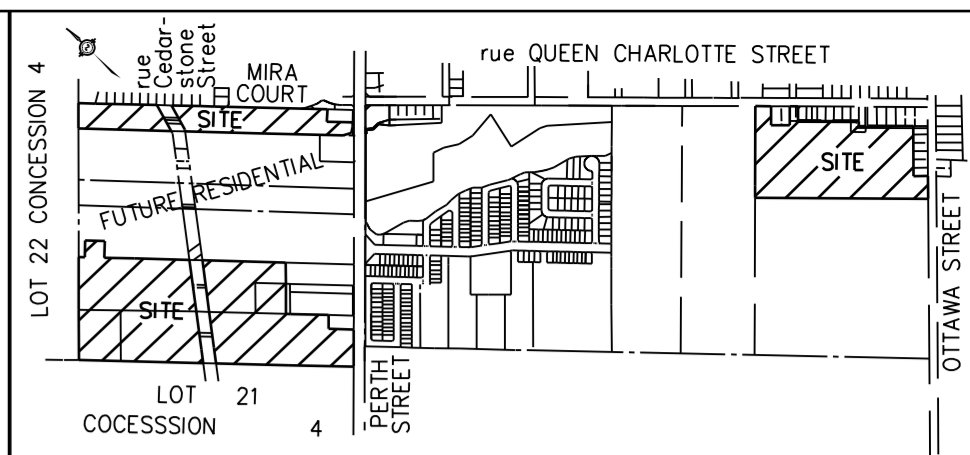 rue QUEEN CHARLOTTE STREET
rue
Cedar-
stone
Street
MIRA
COURT
SITE
LOT 22 CONCESSION 4
FUTURE RESIDENTIAL
SITE
SITE
OTTAWA STREET
PERTH
STREET
LOT 21
COCESSSION 4